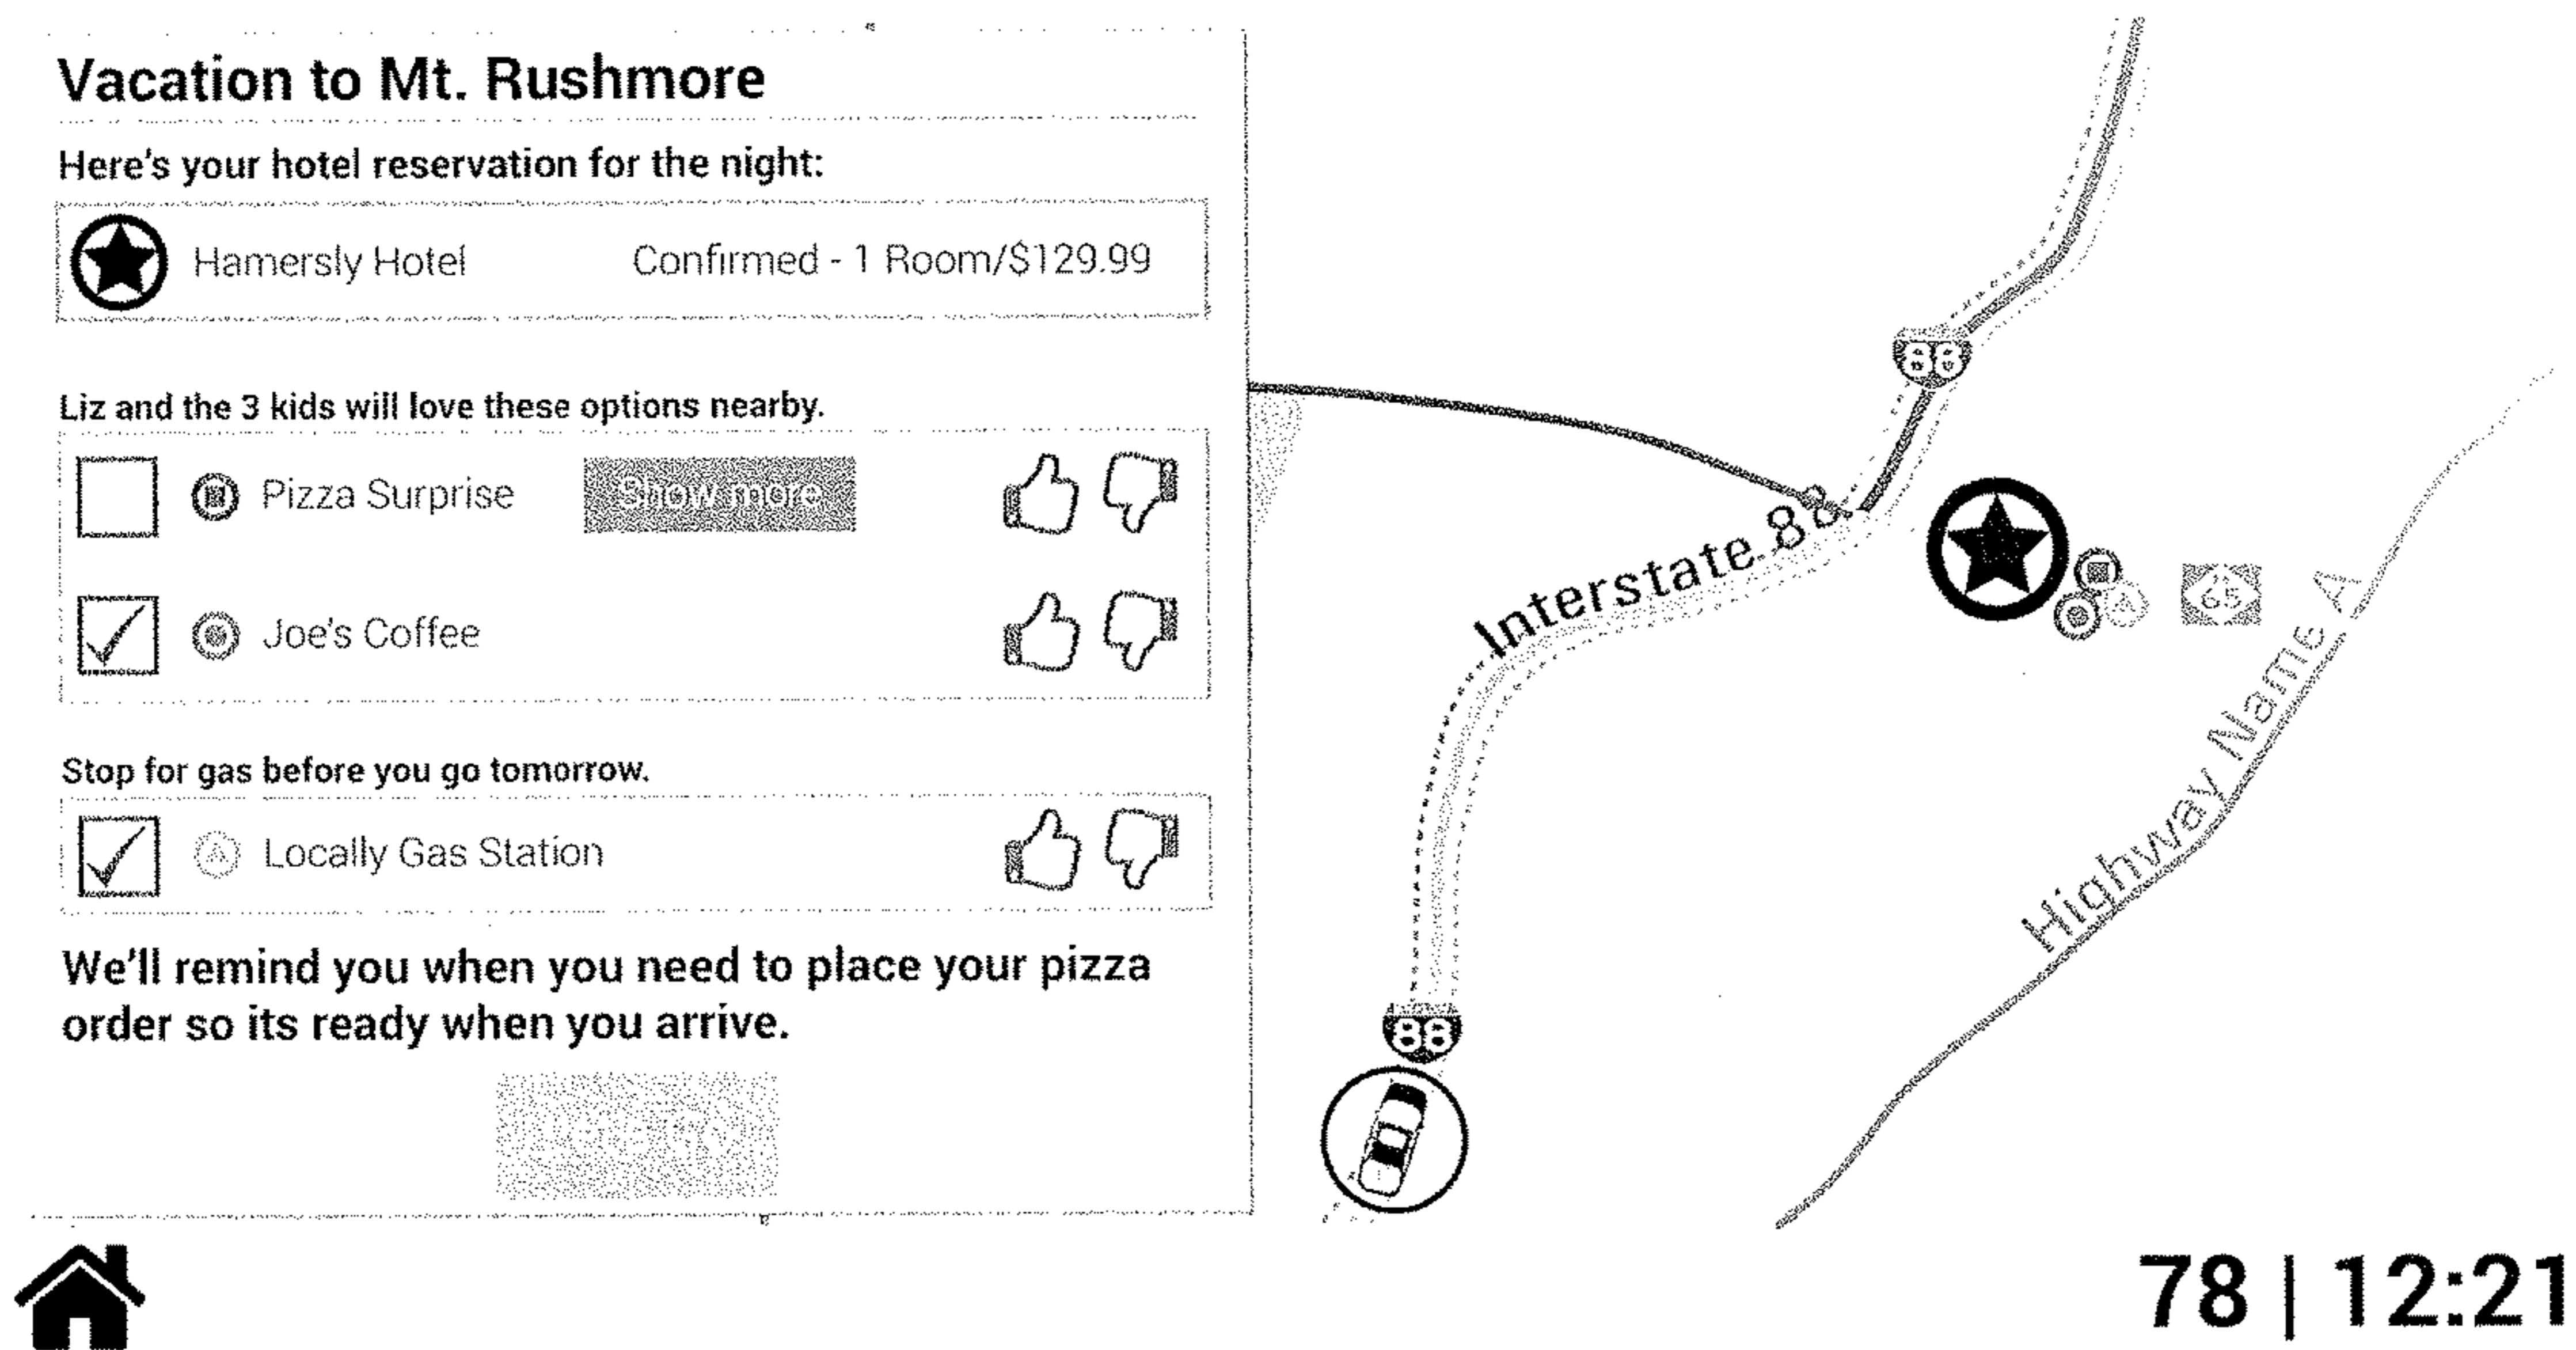 Vacation to Mt. Rushmore
Here's your hotel reservation for the night:
Hamersly Hotel Confirmed - 1 Room/$129.99
Liz and the 3 kids will love these options nearby.
Pizza Surprise Show more
Joe's Coffee
Stop for gas before you go tomorrow.
Locally Gas Station
We'll remind you when you need to place your pizza
order so its ready when you arrive.
88
Interstate 88
65
Highway Name A
88
78 | 12:21